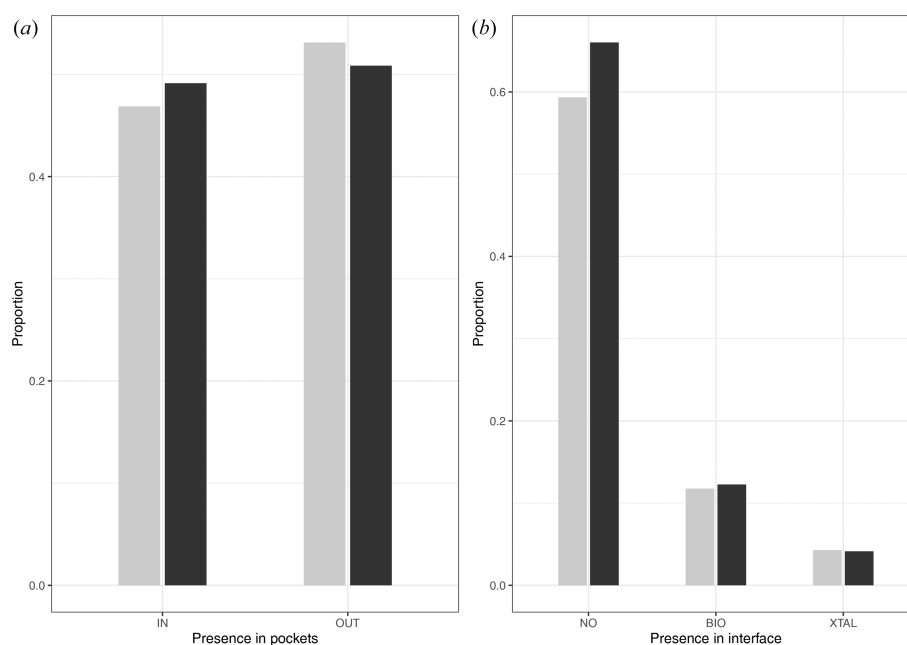 (a)
Proportion
0.4
0.2
0.0
IN OUT
Presence in pockets
(b)
Proportion
0.6
0.4
0.2
0.0
NO BIO XTAL
Presence in interface